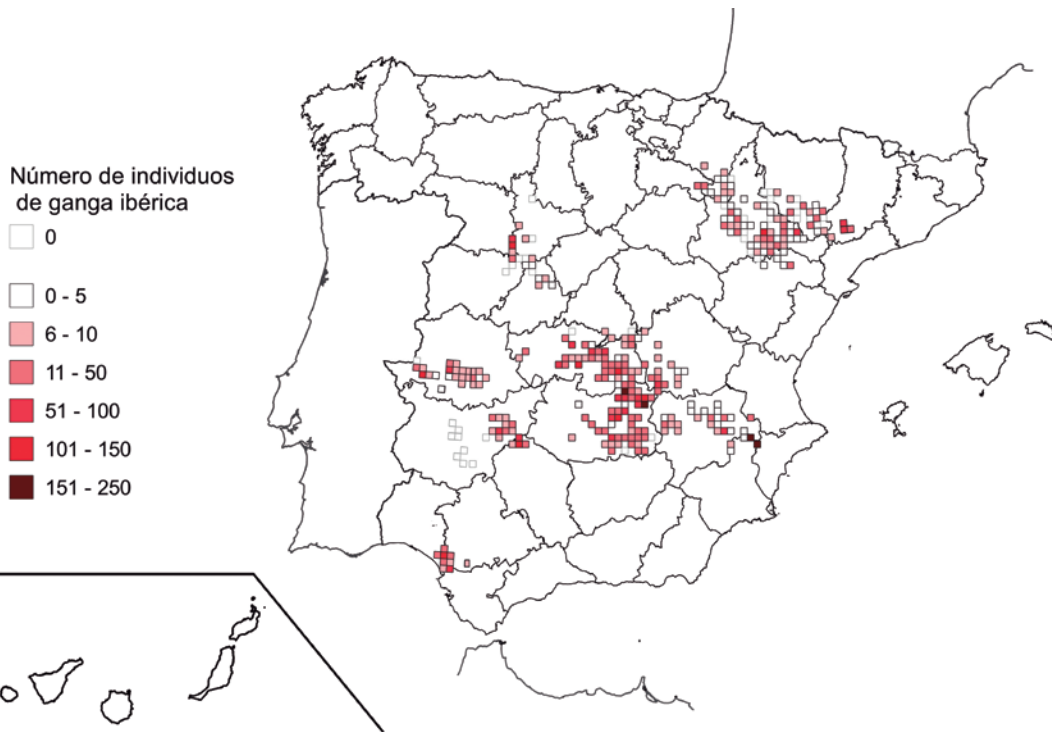 Número de individuos
de ganga ibérica
0
0 - 5
6 - 10
11 - 50
51 - 100
101 - 150
151 - 250